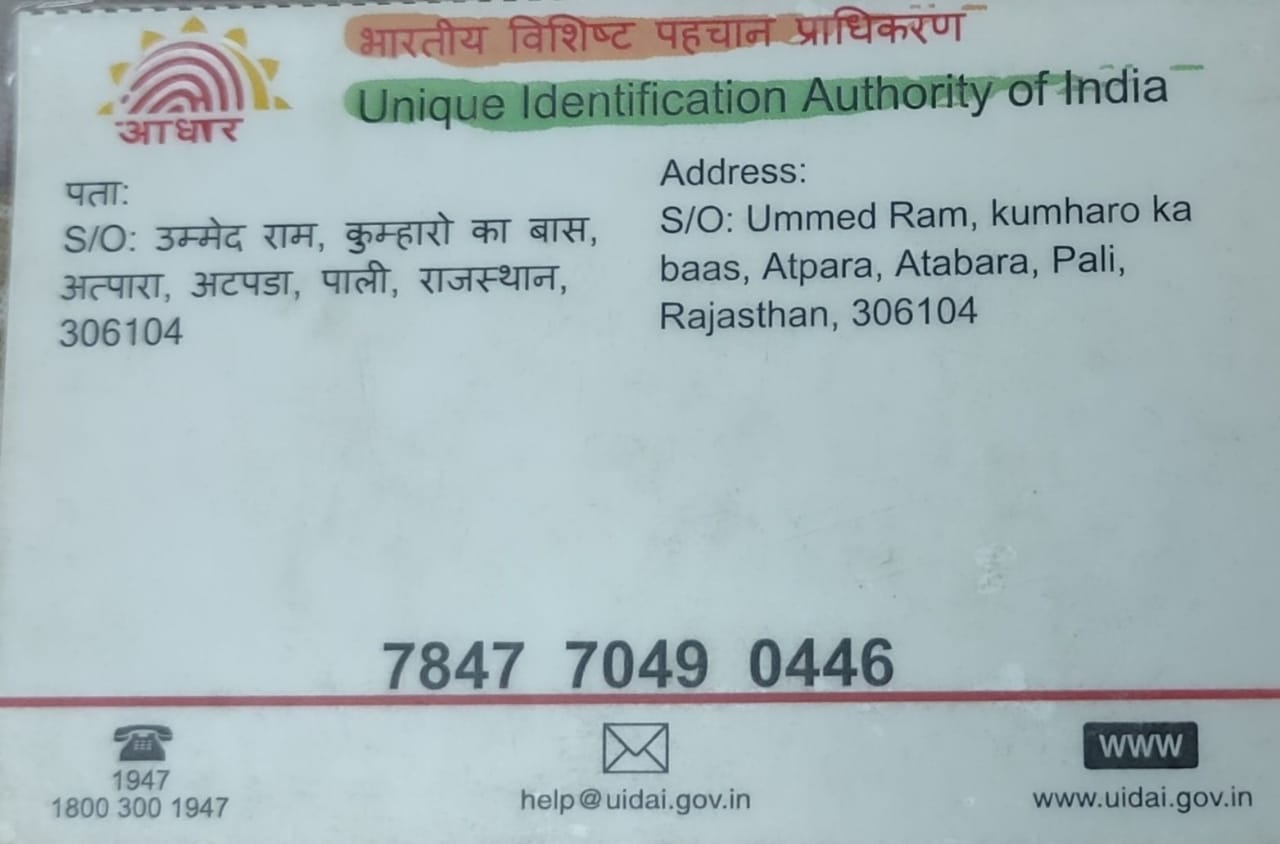 भारतीय विशिष्ट पहचान प्राधिकरण
Unique Identification Authority of India
आधार
पता:
S/O: उम्मेद राम, कुम्हारो का बास,
अत्पारा, अटपडा, पाली, राजस्थान,
306104
Address:
S/O: Ummed Ram, kumharo ka
baas, Atpara, Atabara, Pali,
Rajasthan, 306104
7847 7049 0446
1947
1800 300 1947
help@uidai.gov.in
www
www.uidai.gov.in